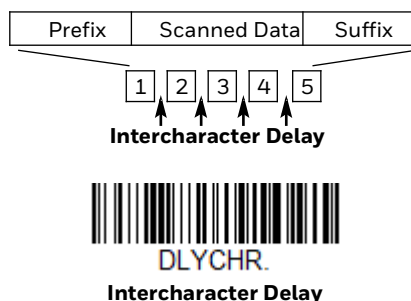 Prefix Scanned Data Suffix
1 2 3 4 5
Intercharacter Delay
DLYCHR.
Intercharacter Delay